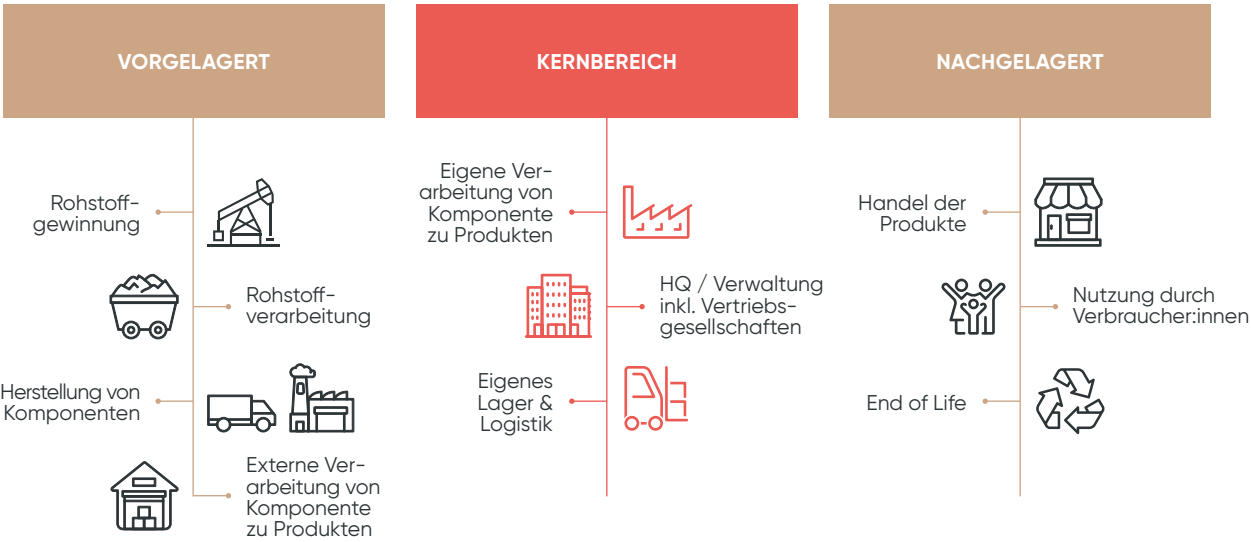 VORGELAGERT
Rohstoff-
gewinnung
Rohstoff-
verarbeitung
Herstellung von
Komponenten
Externe Ver-
arbeitung von
Komponente
zu Produkten
KERNBEREICH
Eigene Ver-
arbeitung von
Komponente
zu Produkten
HQ / Verwaltung
inkl. Vertriebs-
gesellschaften
Eigenes
Lager &
Logistik
NACHGELAGERT
Handel der
Produkte
Nutzung durch
Verbraucher:innen
End of Life